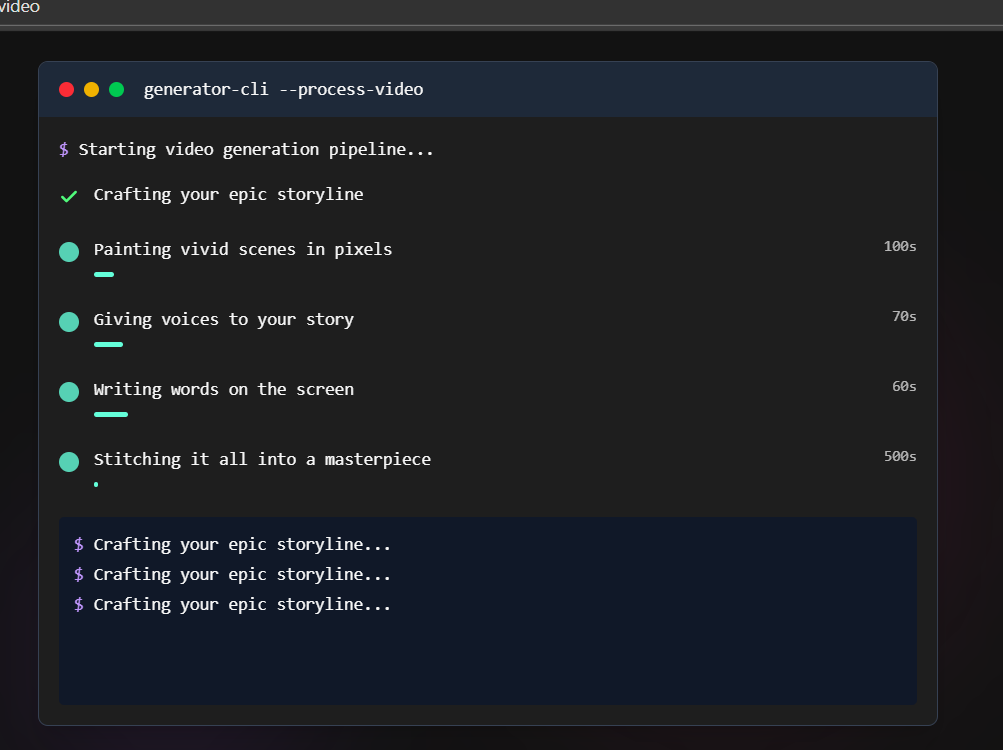 video
generator-cli --process-video
$ Starting video generation pipeline...
Crafting your epic storyline
Painting vivid scenes in pixels 100s
Giving voices to your story 70s
Writing words on the screen 60s
Stitching it all into a masterpiece 500s
$ Crafting your epic storyline...
$ Crafting your epic storyline...
$ Crafting your epic storyline...